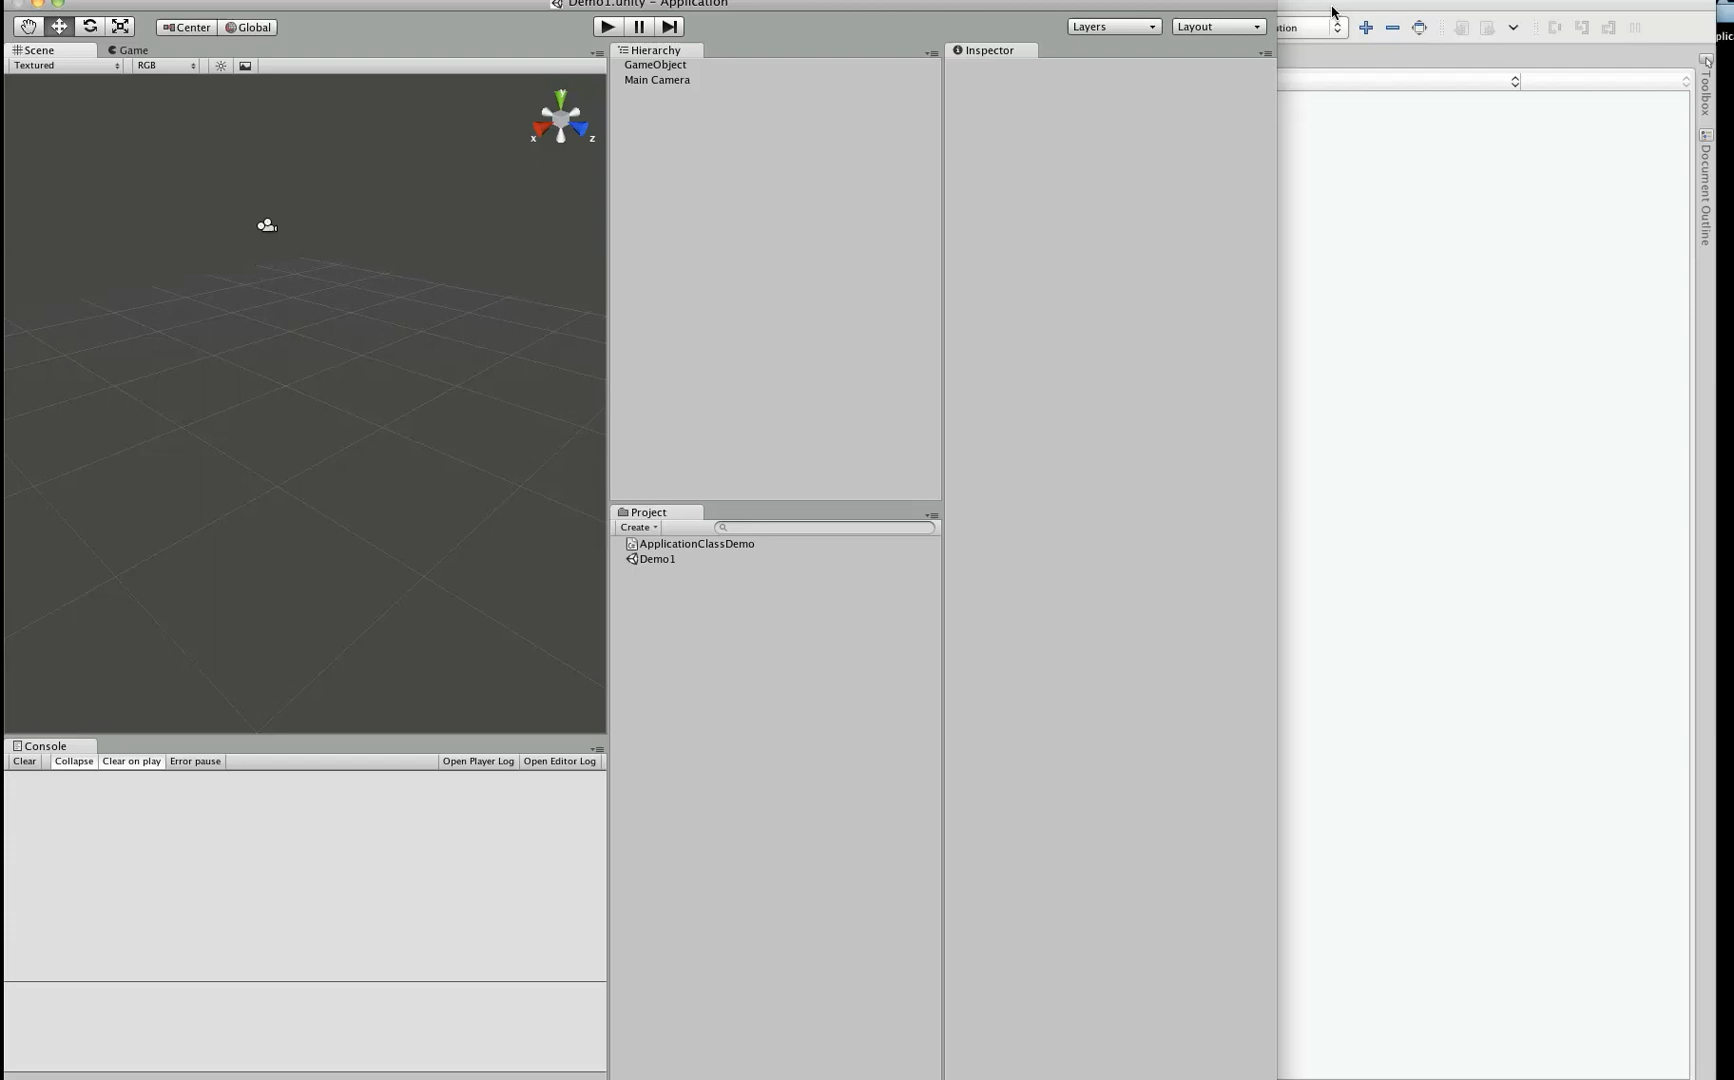 Demo1.unity - Application
Center
Global
Layers
Layout
Scene
Game
Textured
RGB
y
x
z
Hierarchy
GameObject
Main Camera
Inspector
Project
Create
ApplicationClassDemo
Demo1
Console
Clear
Collapse
Clear on play
Error pause
Open Player Log
Open Editor Log
Toolbox
Document Outline